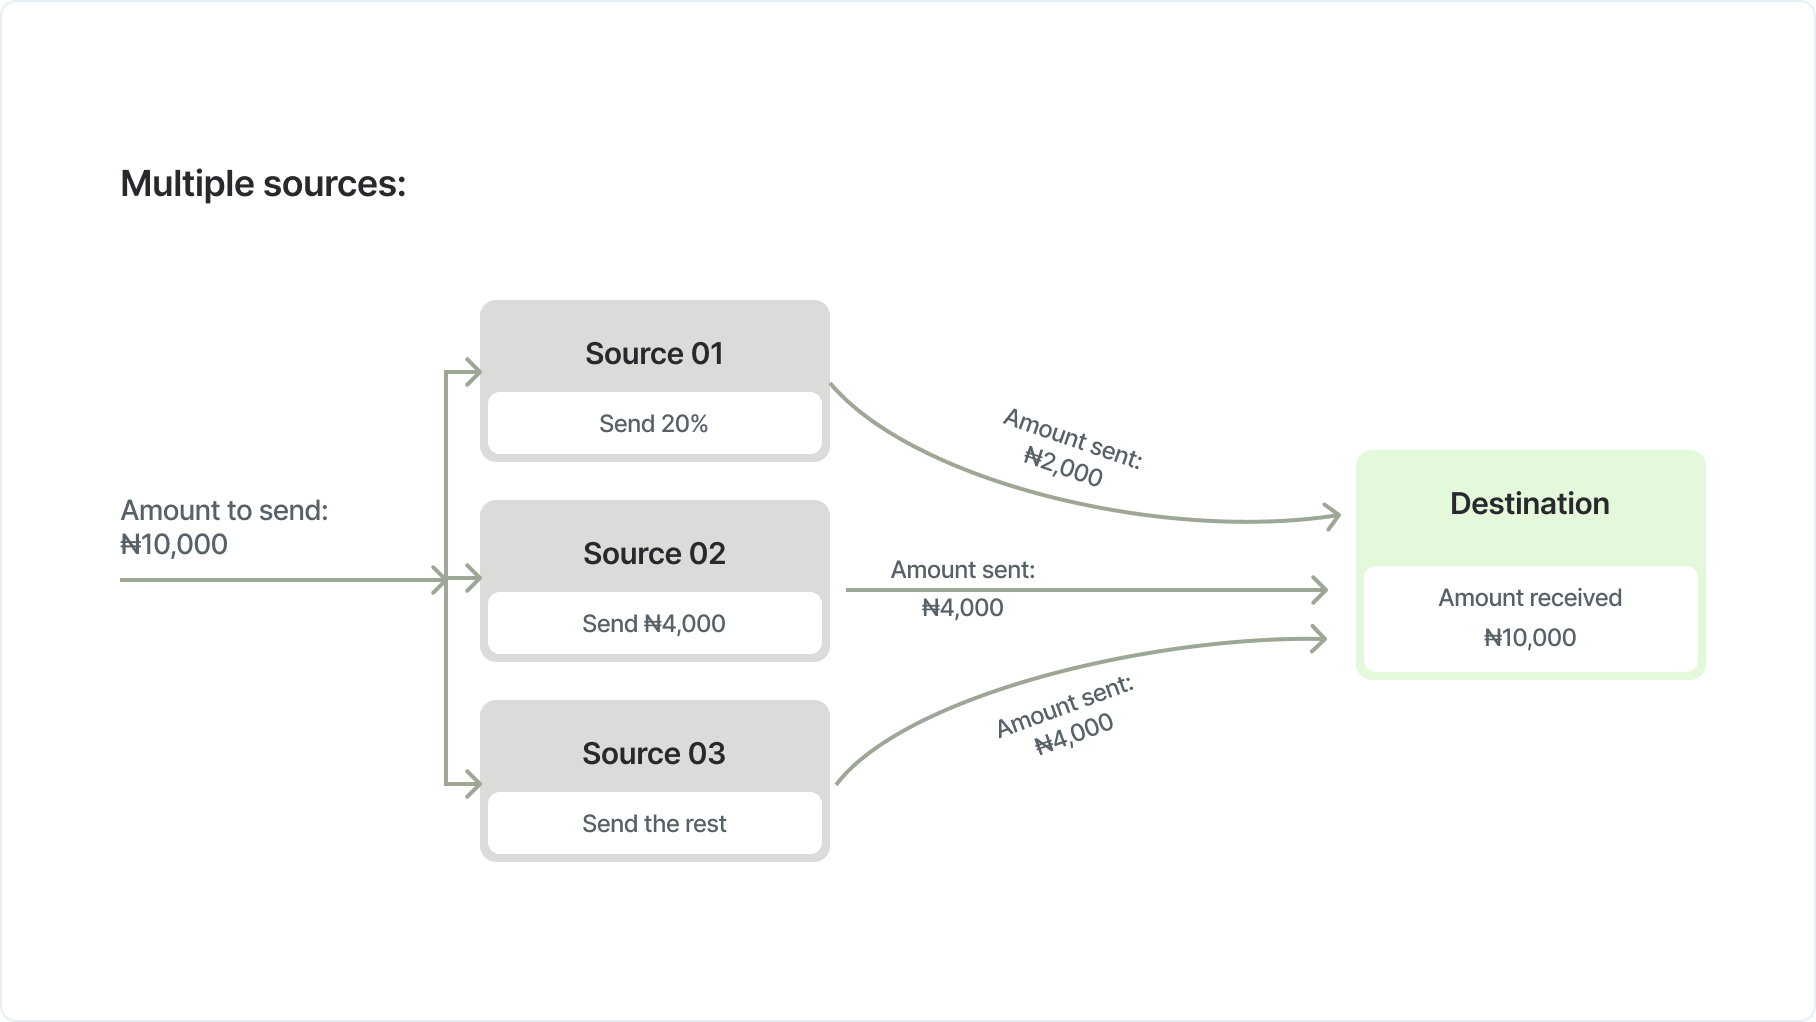 Multiple sources:
Amount to send:
₦10,000
Source 01
Send 20%
Source 02
Send ₦4,000
Source 03
Send the rest
Amount sent:
₦2,000
Amount sent:
₦4,000
Amount sent:
₦4,000
Destination
Amount received
₦10,000